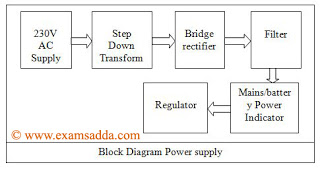 230V
AC
Supply
Step
Down
Transform
Bridge
rectifier
Filter
Regulator
Mains/batter
y Power
Indicator
© www.examsadda.com
Block Diagram Power supply